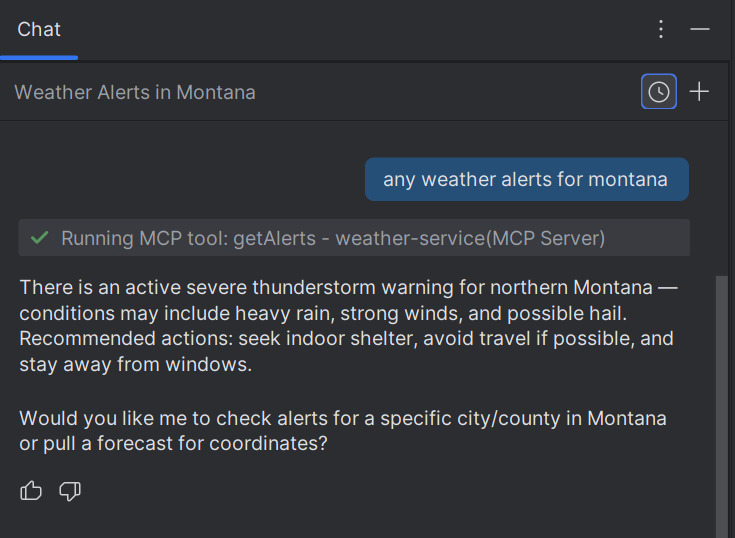 Chat
Weather Alerts in Montana
any weather alerts for montana
Running MCP tool: getAlerts - weather-service(MCP Server)
There is an active severe thunderstorm warning for northern Montana —
conditions may include heavy rain, strong winds, and possible hail.
Recommended actions: seek indoor shelter, avoid travel if possible, and
stay away from windows.
Would you like me to check alerts for a specific city/county in Montana
or pull a forecast for coordinates?